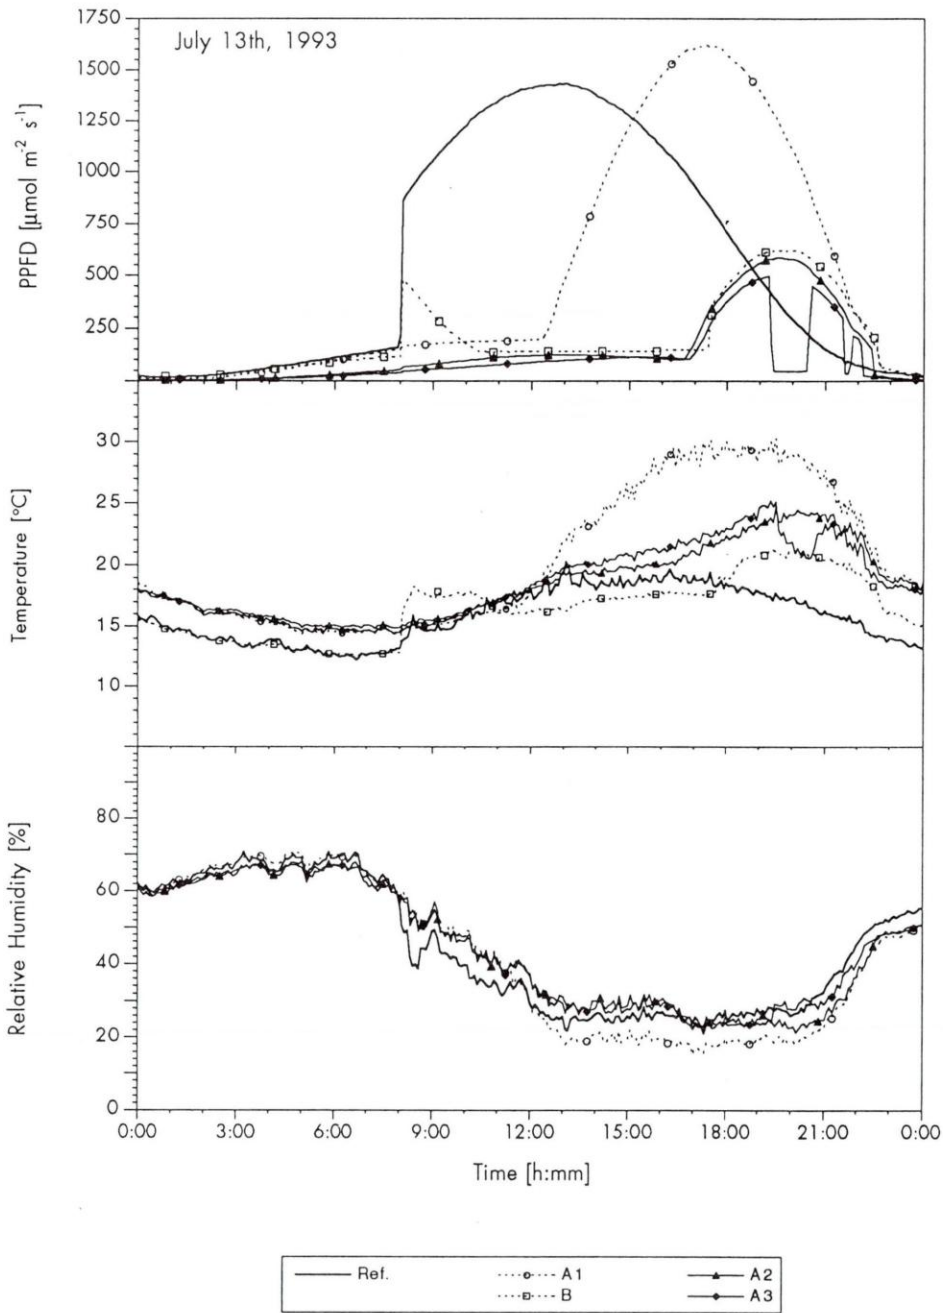 July 13th, 1993
PPFD [µmol m-2 s-1]
1750
1500
1250
1000
750
500
250
Temperature [°C]
30
25
20
15
10
Relative Humidity [%]
80
60
40
20
0
0:00 3:00 6:00 9:00 12:00 15:00 18:00 21:00 0:00
Time [h:mm]
Ref. A1 A2
B A3